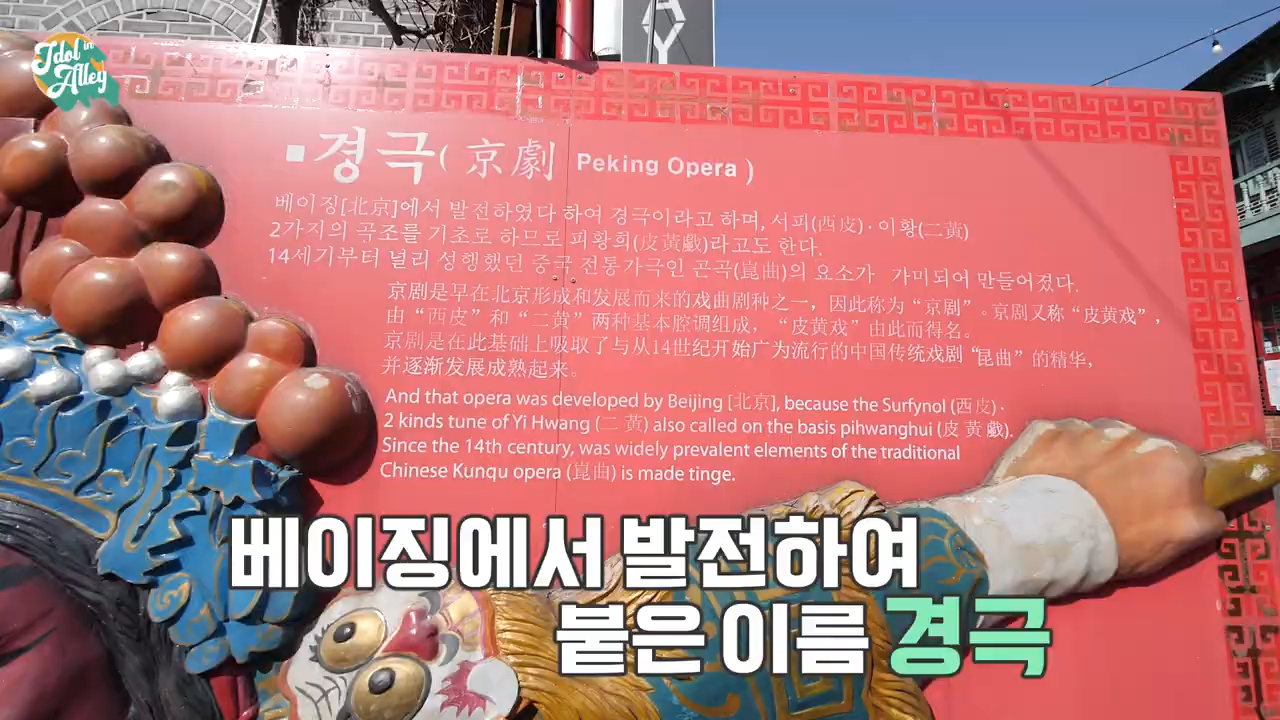 Idol in Alley
AY
■경극( 京劇 Peking Opera )
베이징[北京]에서 발전하였다 하여 경극이라고 하며, 서피(西皮)·이황(二黃)
2가지의 곡조를 기초로 하므로 피황희(皮黃戱)라고도 한다.
14세기부터 널리 성행했던 중국 전통가극인 곤곡(崑曲)의 요소가 가미되어 만들어졌다.
京剧是早在北京形成和发展而来的戏曲剧种之一，因此称为“京剧”。京剧又称“皮黄戏”，
由“西皮”和“二黄”两种基本腔调组成，“皮黄戏”由此而得名。
京剧是在此基础上吸取了与从14世纪开始广为流行的中国传统戏剧“昆曲”的精华，
并逐渐发展成熟起来。
And that opera was developed by Beijing [北京], because the Surfynol (西皮)·
2 kinds tune of Yi Hwang (二 黃) also called on the basis pihwanghui (皮 黃 戱).
Since the 14th century, was widely prevalent elements of the traditional
Chinese Kunqu opera (崑曲) is made tinge.
베이징에서 발전하여
붙은 이름 경극